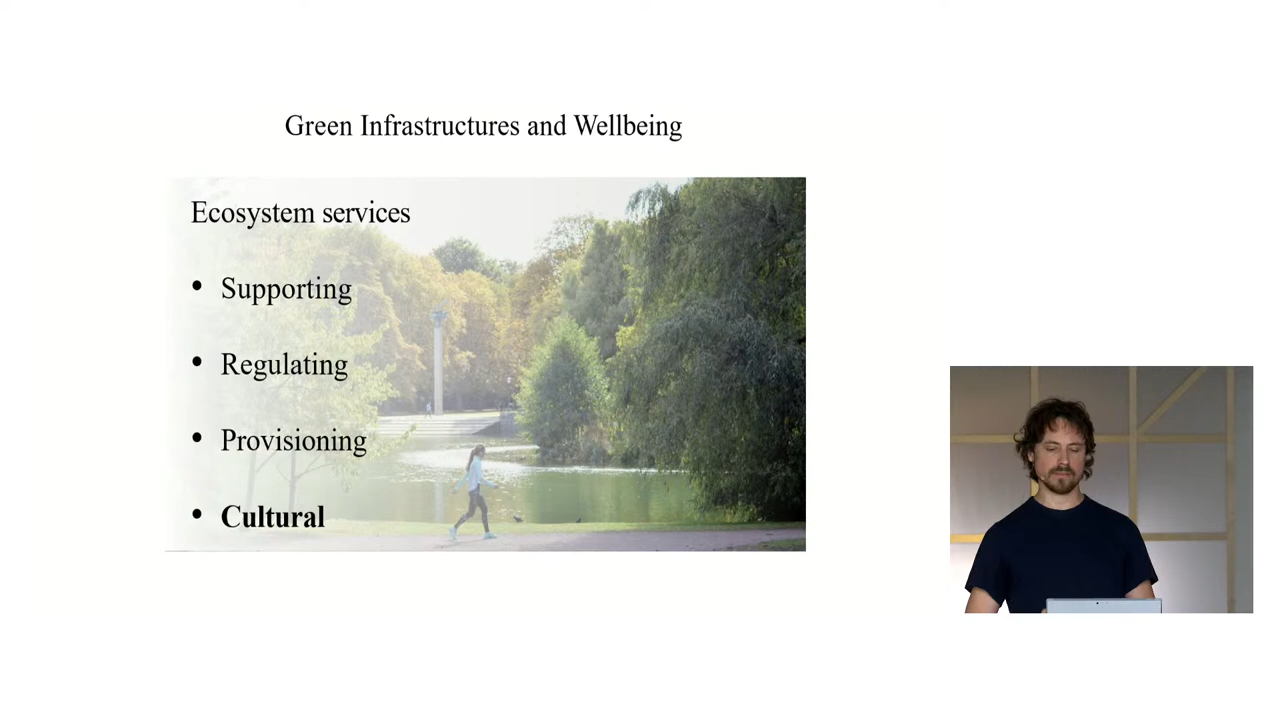 Green Infrastructures and Wellbeing
Ecosystem services
• Supporting
• Regulating
• Provisioning
• Cultural